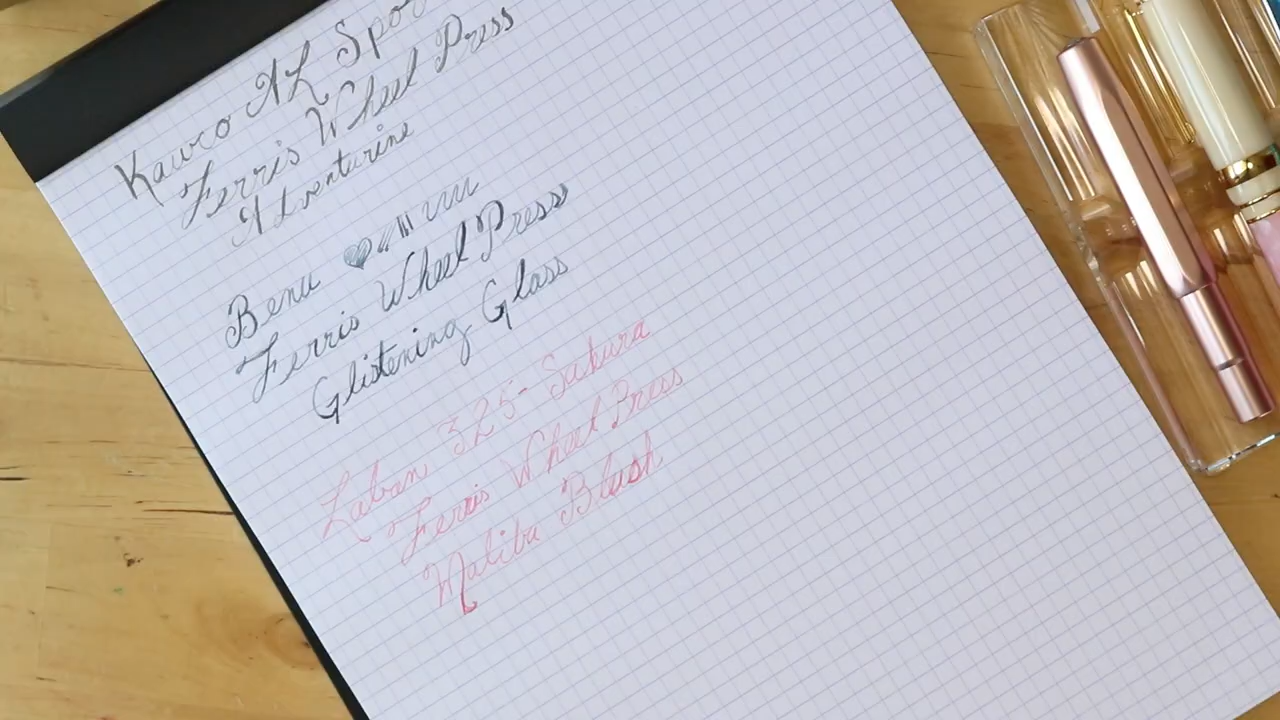 Kaweco AL Spor
Ferris Wheel Press
Adventurine
Benu
Ferris Wheel Press
Glistening Glass
Laban 325- Sakura
Ferris Wheel Press
Malibu Blush